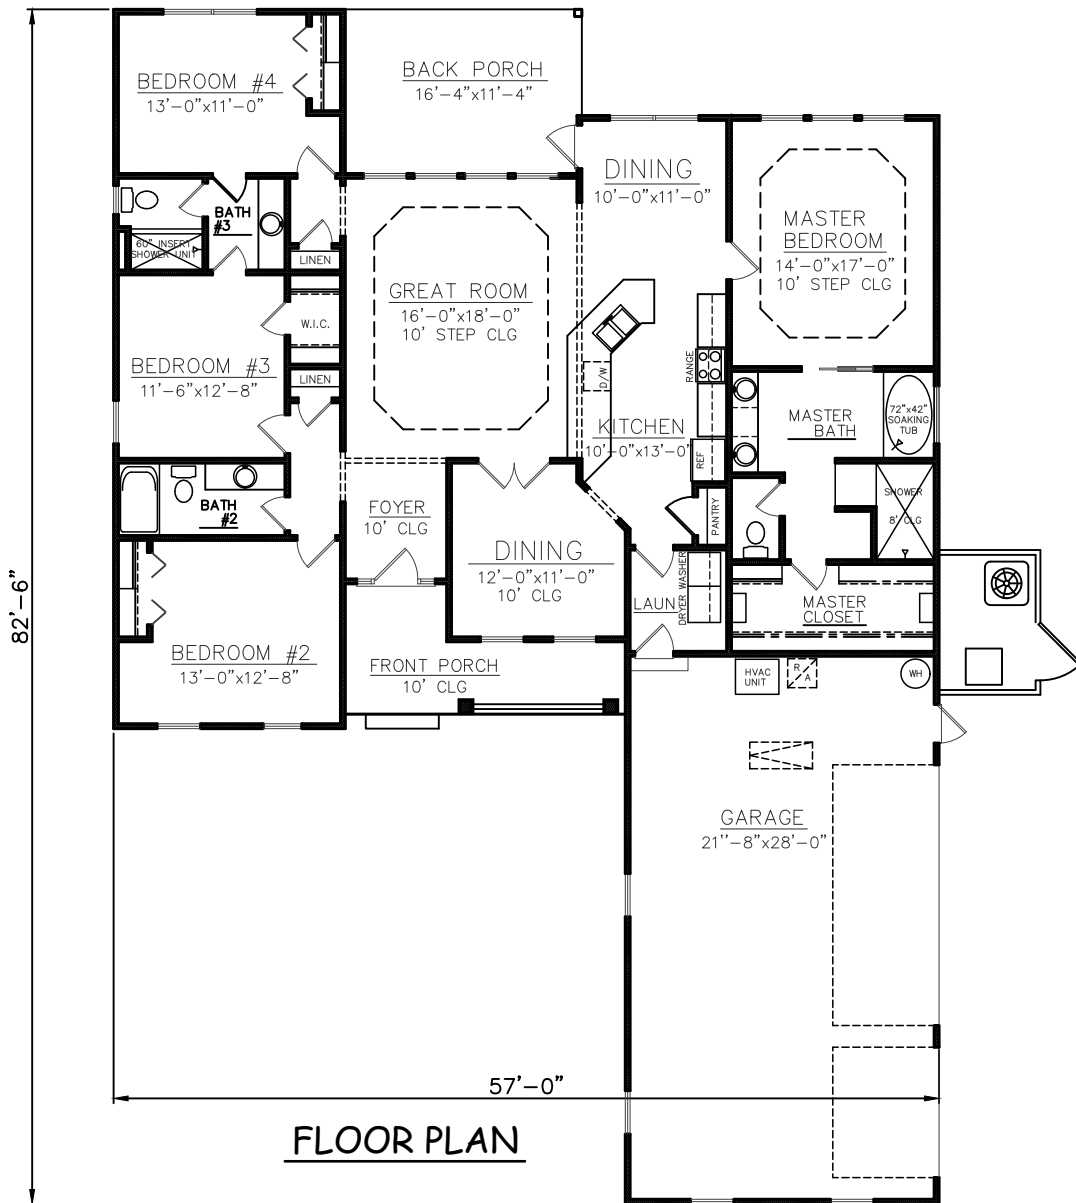 BEDROOM #4
13'-0"x11'-0"
BACK PORCH
16'-4"x11'-4"
DINING
10'-0"x11'-0"
MASTER
BEDROOM
14'-0"x17'-0"
10' STEP CLG
BATH
#3
60" INSERT
SHOWER UNIT
LINEN
GREAT ROOM
16'-0"x18'-0"
10' STEP CLG
W.I.C.
BEDROOM #3
11'-6"x12'-8"
LINEN
RANGE
D/W
KITCHEN
10'-0"x13'-0"
REF
PANTRY
MASTER
BATH
72"x42"
SOAKING
TUB
SHOWER
8' CLG
BATH
#2
FOYER
10' CLG
DINING
12'-0"x11'-0"
10' CLG
LAUN
DRYER WASHER
MASTER
CLOSET
82'-6"
BEDROOM #2
13'-0"x12'-8"
FRONT PORCH
10' CLG
HVAC
UNIT
R
A
WH
GARAGE
21'-8"x28'-0"
57'-0"
FLOOR PLAN